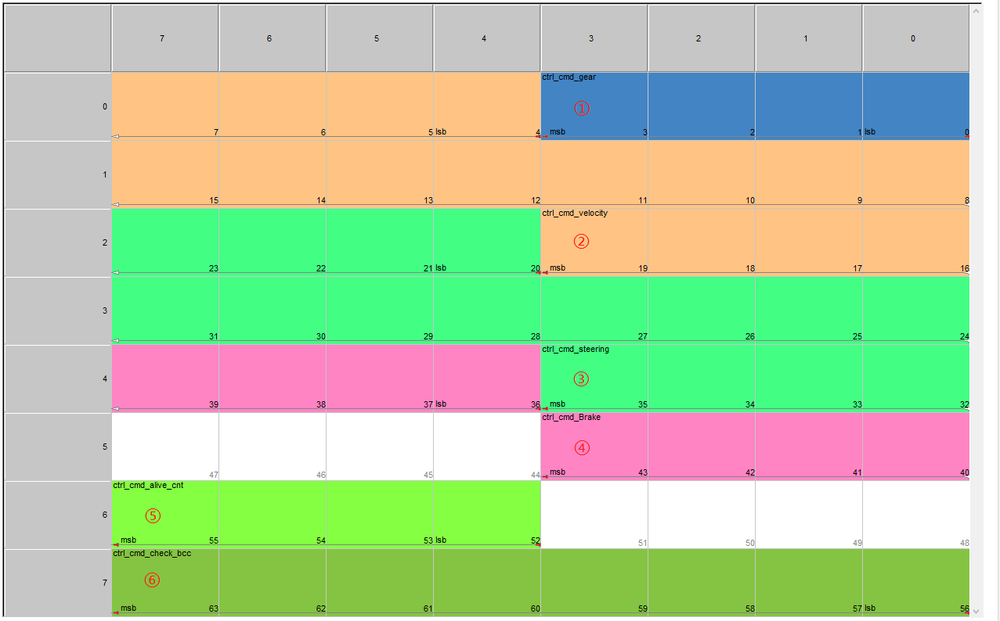 7 6 5 4 3 2 1 0
ctrl_cmd_gear
0 ①
7 6 5 lsb 4 msb 3 2 1 lsb 0
1
15 14 13 12 11 10 9 8
ctrl_cmd_velocity
2 ②
23 22 21 lsb 20 msb 19 18 17 16
3
31 30 29 28 27 26 25 24
ctrl_cmd_steering
4 ③
39 38 37 lsb 36 msb 35 34 33 32
ctrl_cmd_Brake
5 ④
47 46 45 44 msb 43 42 41 40
ctrl_cmd_alive_cnt
6 ⑤
msb 55 54 53 lsb 52 51 50 49 48
ctrl_cmd_check_bcc
7 ⑥
msb 63 62 61 60 59 58 57 lsb 56